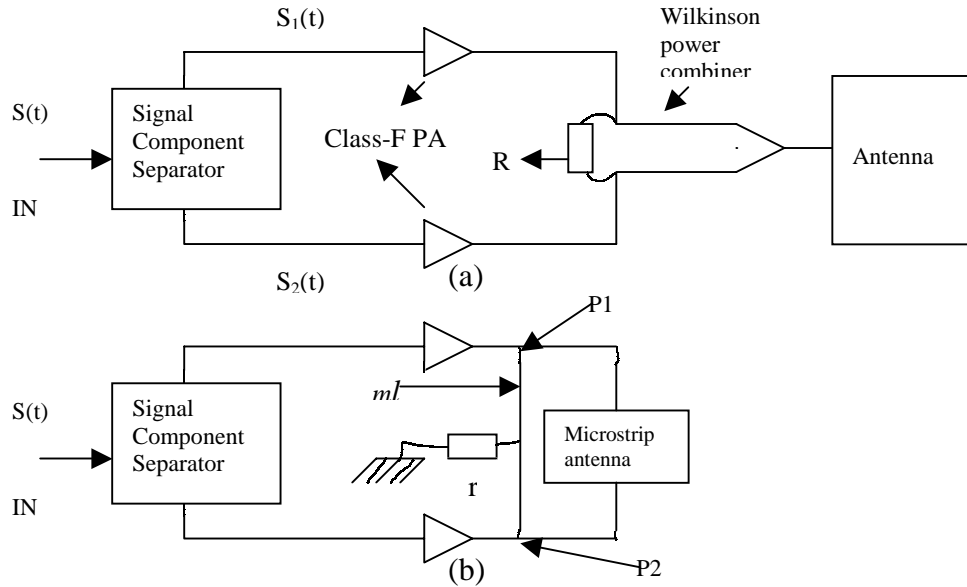 S₁(t)
Wilkinson
power
combiner
S(t)
Signal
Component
Separator
Class-F PA
R
Antenna
IN
S₂(t)
(a)
P1
S(t)
Signal
Component
Separator
ml
Microstrip
antenna
IN
r
(b)
P2